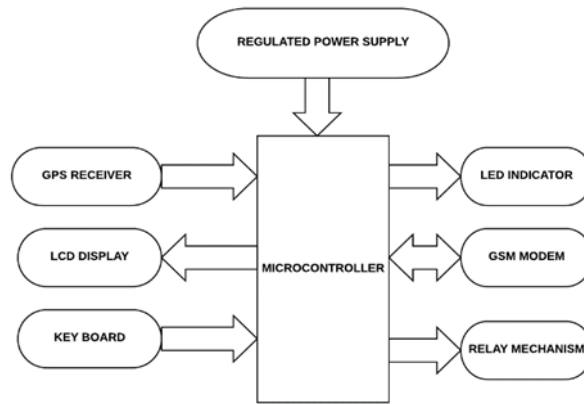 REGULATED POWER SUPPLY
GPS RECEIVER
LED INDICATOR
LCD DISPLAY
MICROCONTROLLER
GSM MODEM
KEY BOARD
RELAY MECHANISM